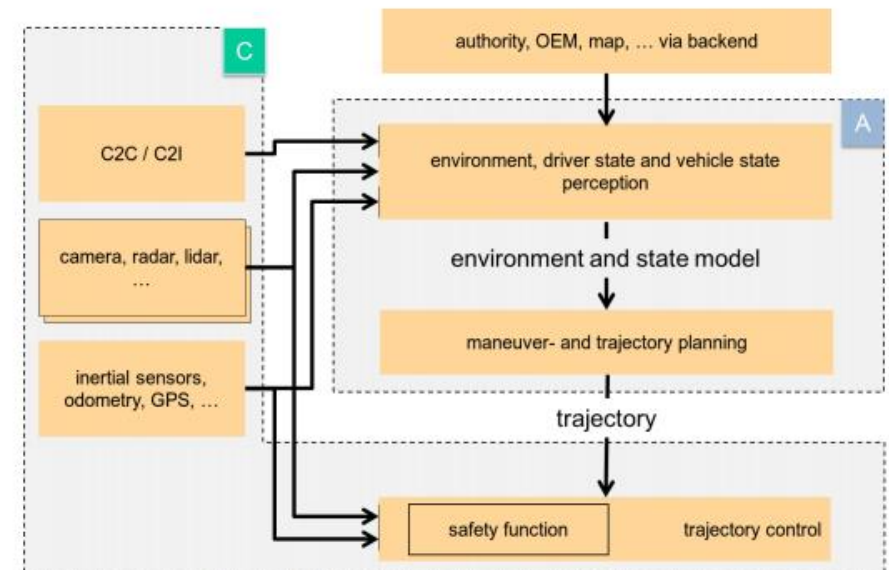 C
authority, OEM, map, ... via backend
A
C2C / C2I
environment, driver state and vehicle state
perception
camera, radar, lidar,
...
environment and state model
inertial sensors,
odometry, GPS, ...
maneuver- and trajectory planning
trajectory
safety function
trajectory control